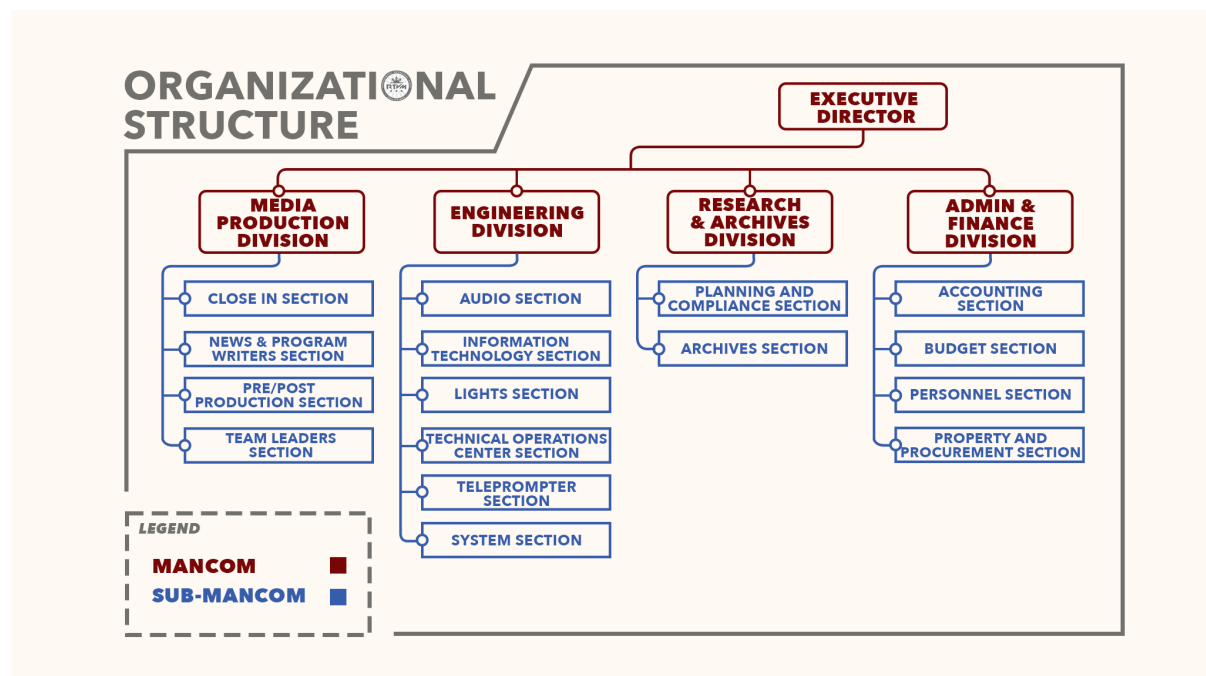 ORGANIZATIONAL
STRUCTURE
EXECUTIVE
DIRECTOR
MEDIA
PRODUCTION
DIVISION
CLOSE IN SECTION
NEWS & PROGRAM
WRITERS SECTION
PRE/POST
PRODUCTION SECTION
TEAM LEADERS
SECTION
ENGINEERING
DIVISION
AUDIO SECTION
INFORMATION
TECHNOLOGY SECTION
LIGHTS SECTION
TECHNICAL OPERATIONS
CENTER SECTION
TELEPROMPTER
SECTION
SYSTEM SECTION
RESEARCH
& ARCHIVES
DIVISION
PLANNING AND
COMPLIANCE SECTION
ARCHIVES SECTION
ADMIN &
FINANCE
DIVISION
ACCOUNTING
SECTION
BUDGET SECTION
PERSONNEL SECTION
PROPERTY AND
PROCUREMENT SECTION
LEGEND
MANCOM
SUB-MANCOM